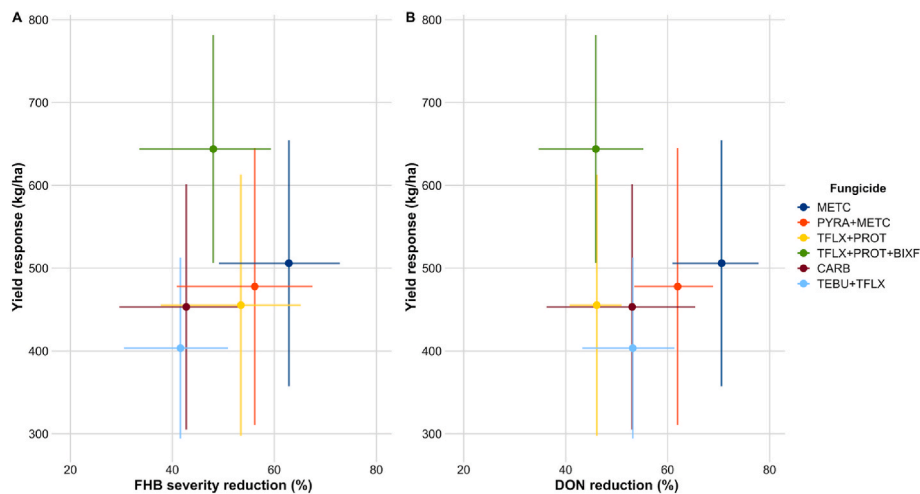 A
B
Yield response (kg/ha)
800
700
600
500
400
300
20
40
60
80
FHB severity reduction (%)
Yield response (kg/ha)
800
700
600
500
400
300
20
40
60
80
DON reduction (%)
Fungicide
METC
PYRA+METC
TFLX+PROT
TFLX+PROT+BIXF
CARB
TEBU+TFLX